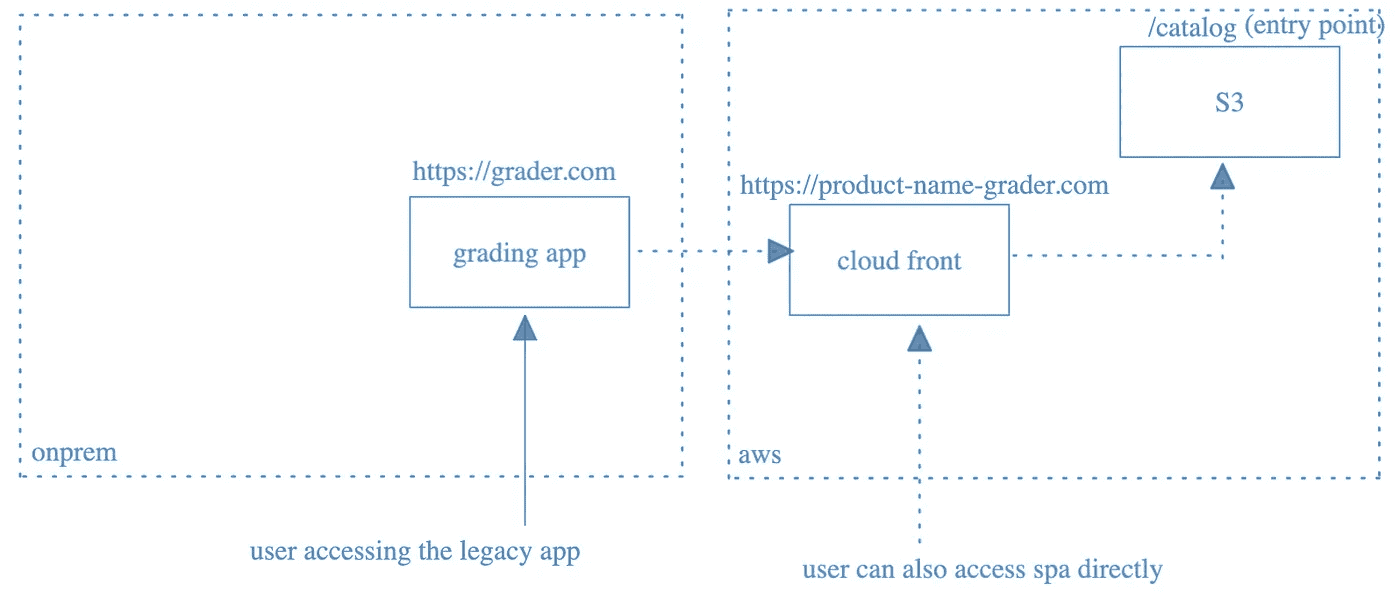 /catalog (entry point)
S3
https://grader.com
grading app
https://product-name-grader.com
cloud front
onprem
aws
user accessing the legacy app
user can also access spa directly